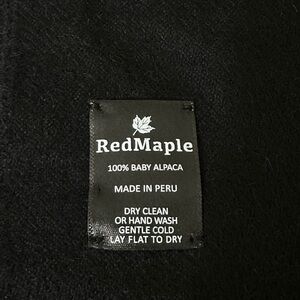 RedMaple
100% BABY ALPACA
MADE IN PERU
DRY CLEAN
OR HAND WASH
GENTLE COLD
LAY FLAT TO DRY